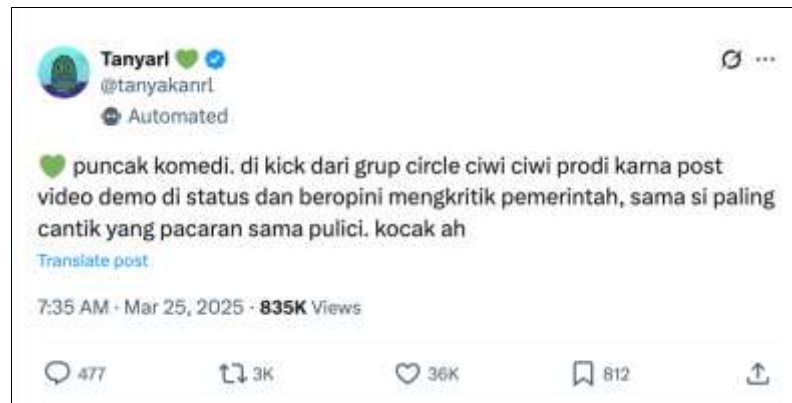 Tanyarl 💚
@tanyakanrl
Automated
💚 puncak komedi. di kick dari grup circle ciwi ciwi prodi karna post
video demo di status dan beropini mengkritik pemerintah, sama si paling
cantik yang pacaran sama pulici. kocak ah
Translate post
7:35 AM · Mar 25, 2025 · 835K Views
477 3K 36K 812